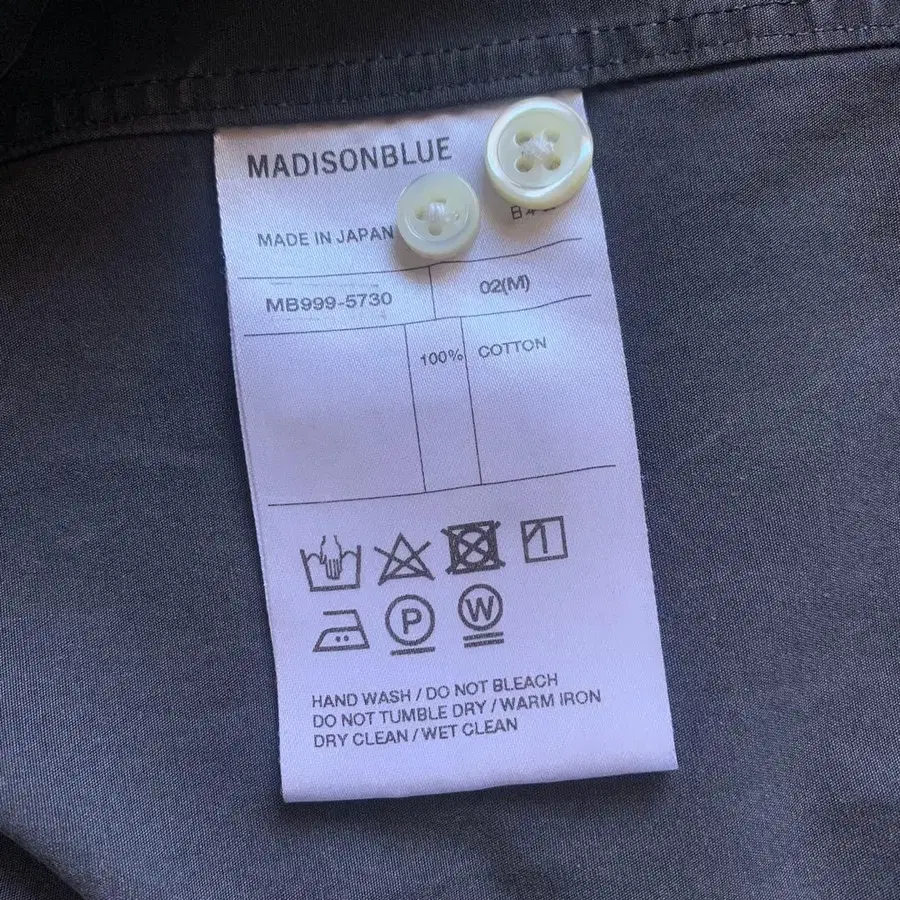 MADISONBLUE
MADE IN JAPAN
MB999-5730 02(M)
100% COTTON
P W
HAND WASH / DO NOT BLEACH
DO NOT TUMBLE DRY / WARM IRON
DRY CLEAN / WET CLEAN